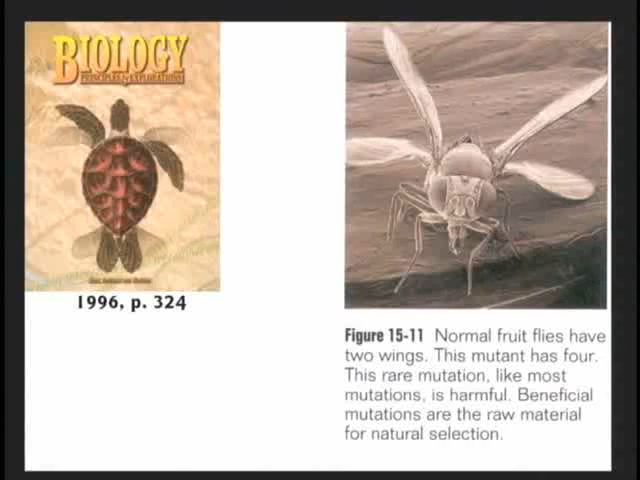 BIOLOGY
PRINCIPLES & EXPLORATIONS
1996, p. 324
Figure 15-11 Normal fruit flies have
two wings. This mutant has four.
This rare mutation, like most
mutations, is harmful. Beneficial
mutations are the raw material
for natural selection.